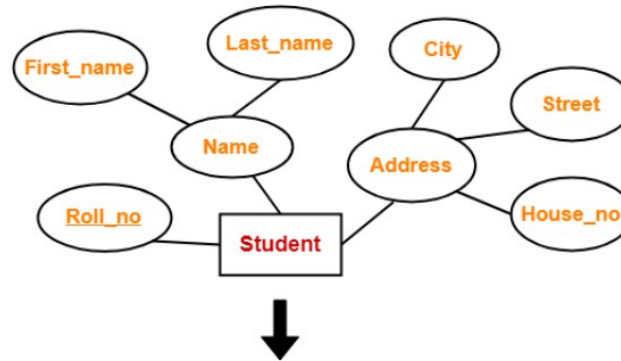 Last_name
City
First_name
Street
Name
Address
Roll_no
House_no
Student